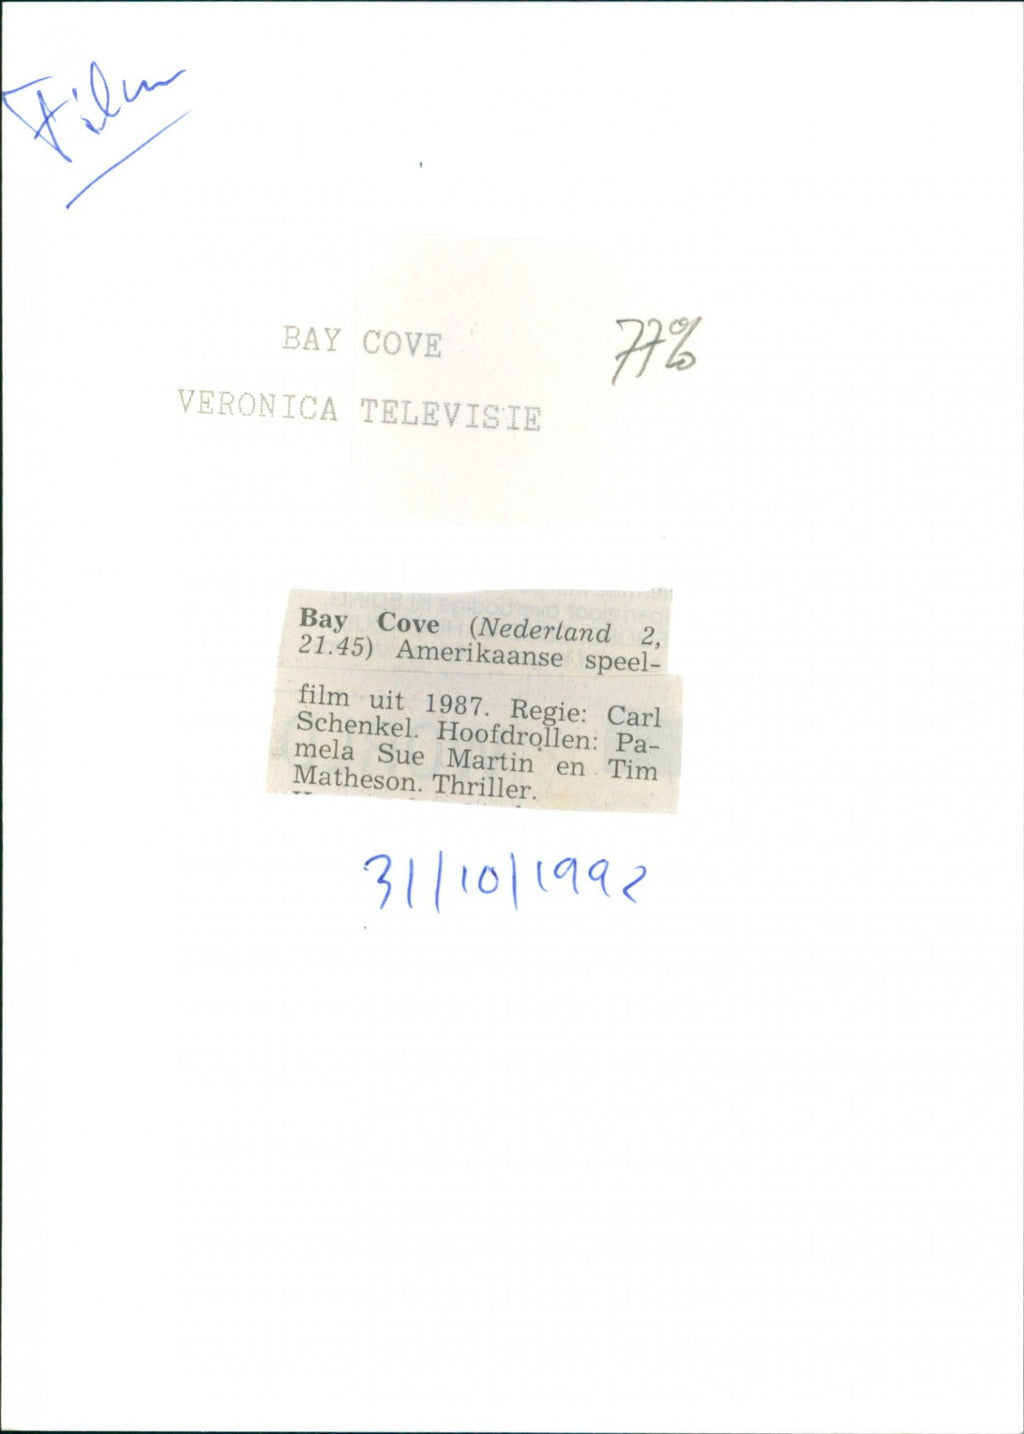 Film
BAY COVE
77%
VERONICA TELEVISIE
Bay Cove (Nederland 2,
21.45) Amerikaanse speel-
film uit 1987. Regie: Carl
Schenkel. Hoofdrollen: Pa-
mela Sue Martin en Tim
Matheson. Thriller.
31/10/1992